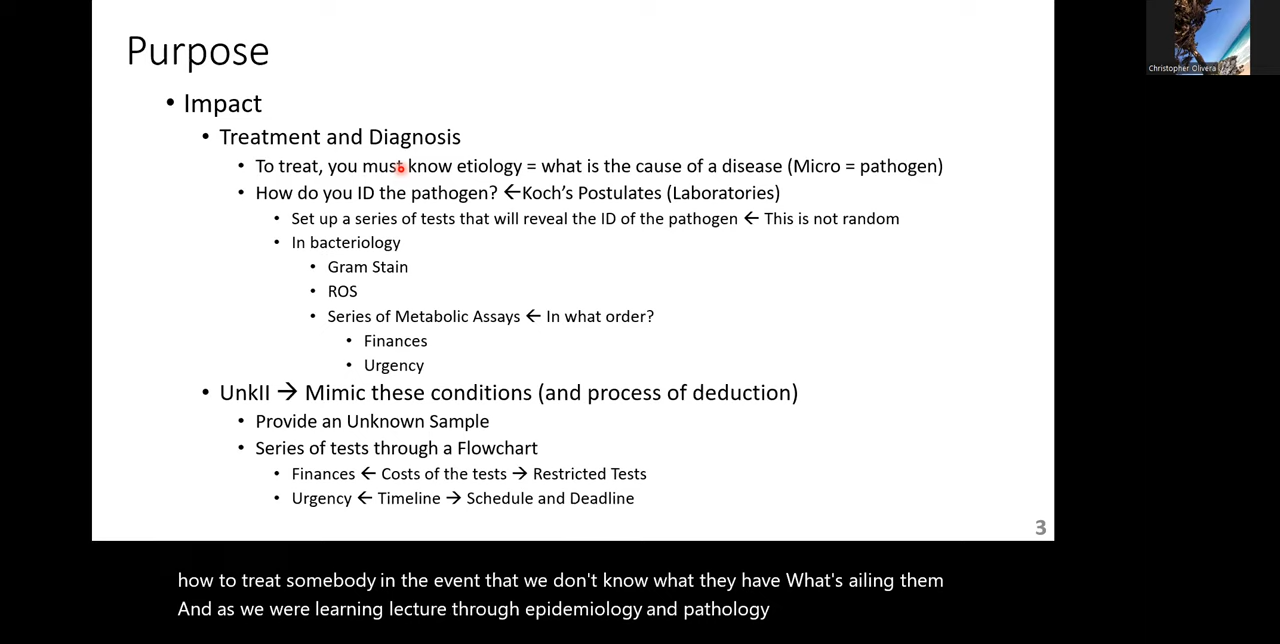 Purpose
Christopher Olivera
• Impact
• Treatment and Diagnosis
• To treat, you must know etiology = what is the cause of a disease (Micro = pathogen)
• How do you ID the pathogen? ←Koch's Postulates (Laboratories)
• Set up a series of tests that will reveal the ID of the pathogen ← This is not random
• In bacteriology
• Gram Stain
• ROS
• Series of Metabolic Assays ← In what order?
• Finances
• Urgency
• UnkII → Mimic these conditions (and process of deduction)
• Provide an Unknown Sample
• Series of tests through a Flowchart
• Finances ← Costs of the tests → Restricted Tests
• Urgency ← Timeline → Schedule and Deadline
3
how to treat somebody in the event that we don't know what they have What's ailing them
And as we were learning lecture through epidemiology and pathology